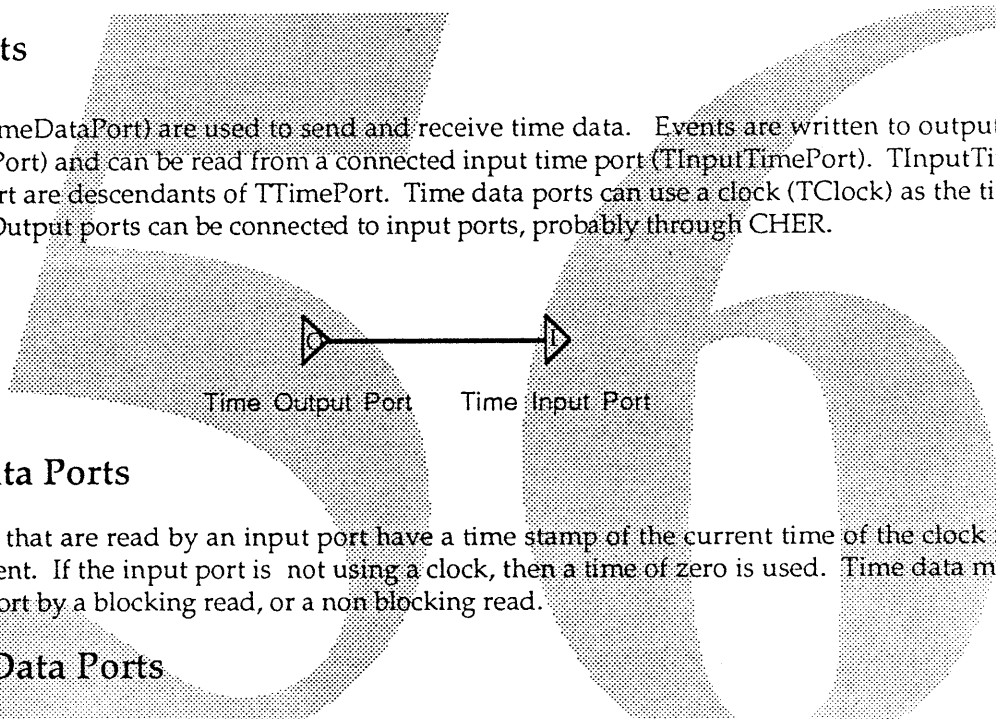 ts
meDataPort) are used to send and receive time data. Events are written to output
Port) and can be read from a connected input time port (TInputTimePort). TInputTi
rt are descendants of TTimePort. Time data ports can use a clock (TClock) as the ti
Output ports can be connected to input ports, probably through CHER.
O I
Time Output Port Time Input Port
ta Ports
that are read by an input port have a time stamp of the current time of the clock
ent. If the input port is not using a clock, then a time of zero is used. Time data m
ort by a blocking read, or a non blocking read.
Data Ports
56